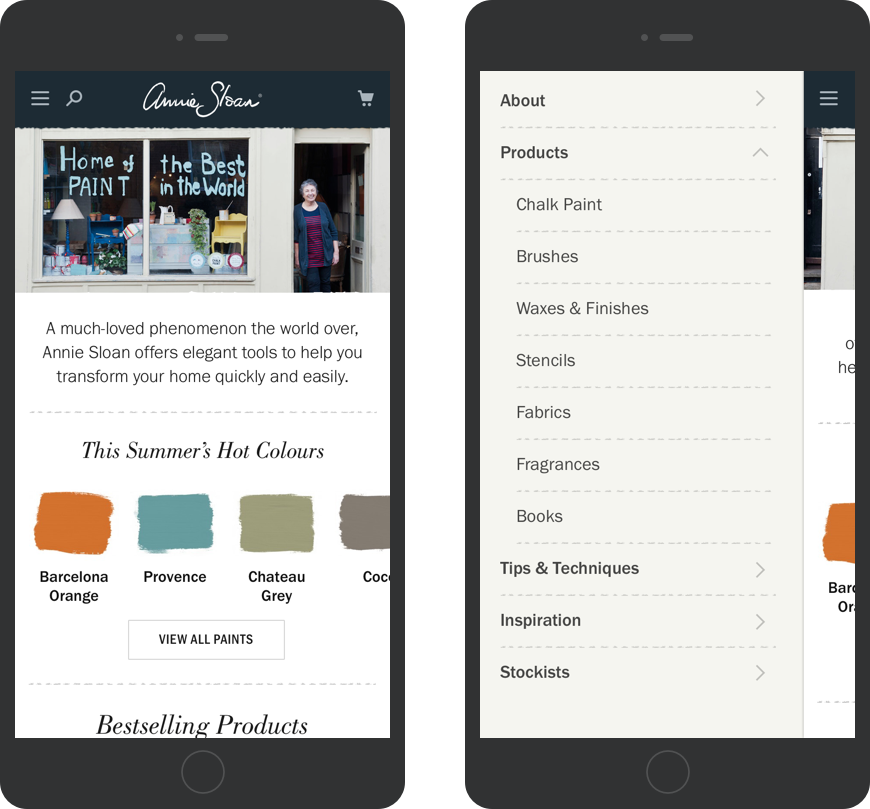 Annie Sloan®
Home of
PAINT
the Best
in the World
A much-loved phenomenon the world over,
Annie Sloan offers elegant tools to help you
transform your home quickly and easily.
This Summer’s Hot Colours
Barcelona
Orange
Provence
Chateau
Grey
Coco
VIEW ALL PAINTS
Bestselling Products
About
Products
Chalk Paint
Brushes
Waxes & Finishes
Stencils
Fabrics
Fragrances
Books
Tips & Techniques
Inspiration
Stockists
o
he
Barc
Ora